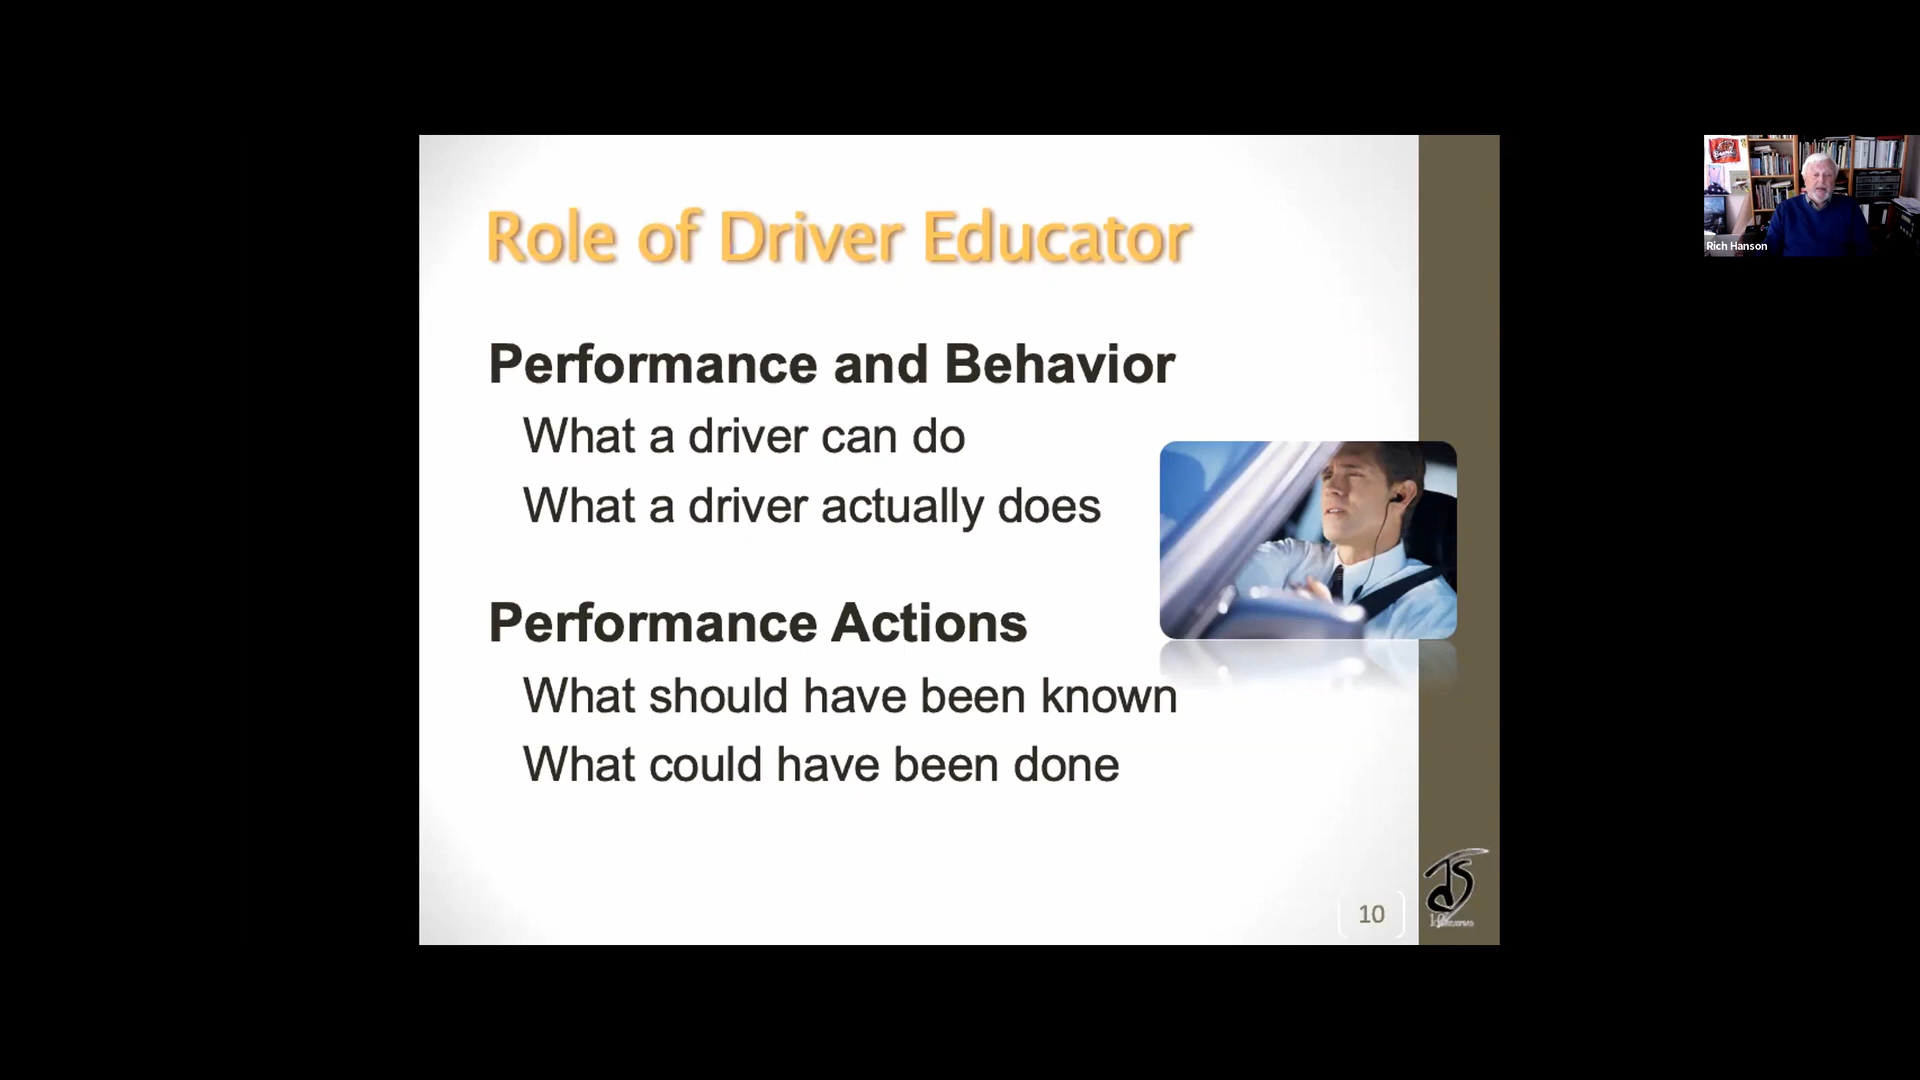 Role of Driver Educator
Performance and Behavior
What a driver can do
What a driver actually does
Performance Actions
What should have been known
What could have been done
10
Rich Hanson